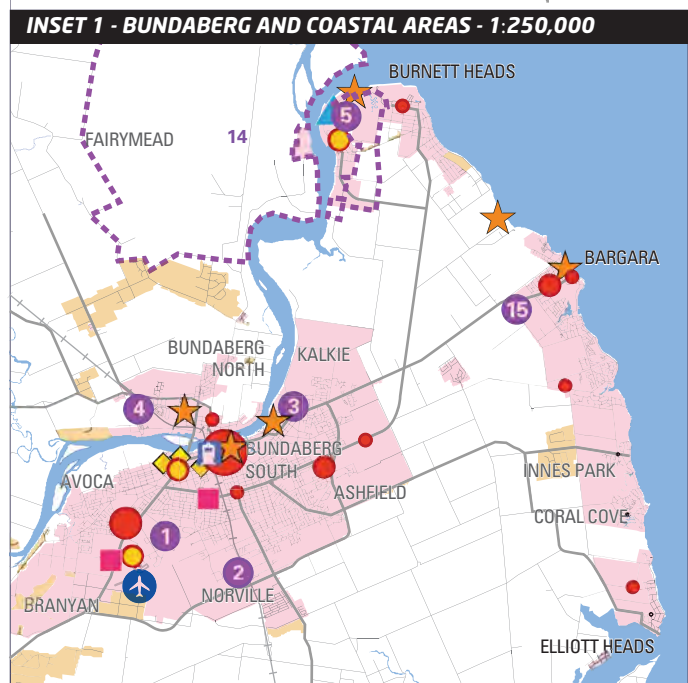 INSET 1 - BUNDABERG AND COASTAL AREAS - 1:250,000
BURNETT HEADS
5
FAIRYMEAD
14
BARGARA
15
BUNDABERG
NORTH
KALKIE
4
3
BUNDABERG
SOUTH
AVOCA
INNES PARK
ASHFIELD
CORAL COVE
1
2
NORVILLE
BRANYAN
ELLIOTT HEADS